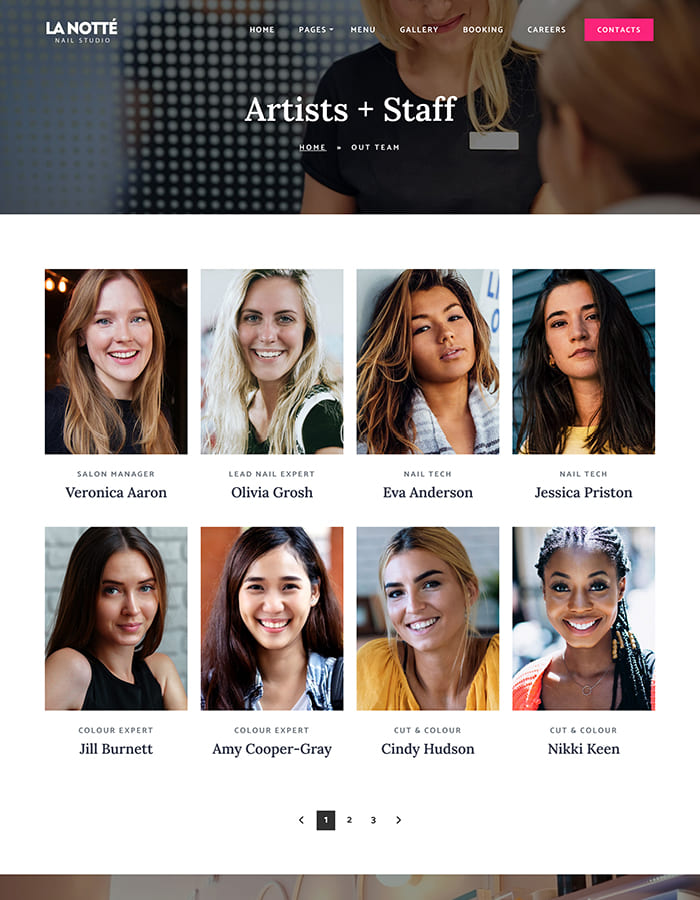 LA NOTTÉ
NAIL STUDIO
HOME PAGES MENU GALLERY BOOKING CAREERS CONTACTS
Artists + Staff
HOME » OUT TEAM
SALON MANAGER LEAD NAIL EXPERT NAIL TECH NAIL TECH
Veronica Aaron Olivia Grosh Eva Anderson Jessica Priston
COLOUR EXPERT COLOUR EXPERT CUT & COLOUR CUT & COLOUR
Jill Burnett Amy Cooper-Gray Cindy Hudson Nikki Keen
1 2 3